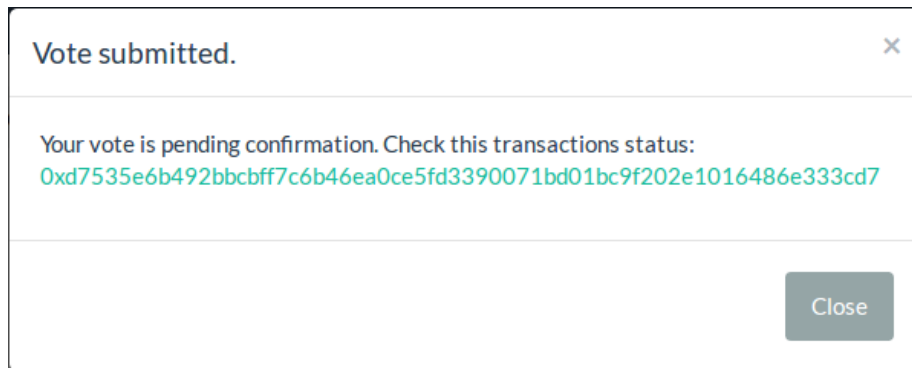 Vote submitted.
×
Your vote is pending confirmation. Check this transactions status:
0xd7535e6b492bbcbff7c6b46ea0ce5fd3390071bd01bc9f202e1016486e333cd7
Close